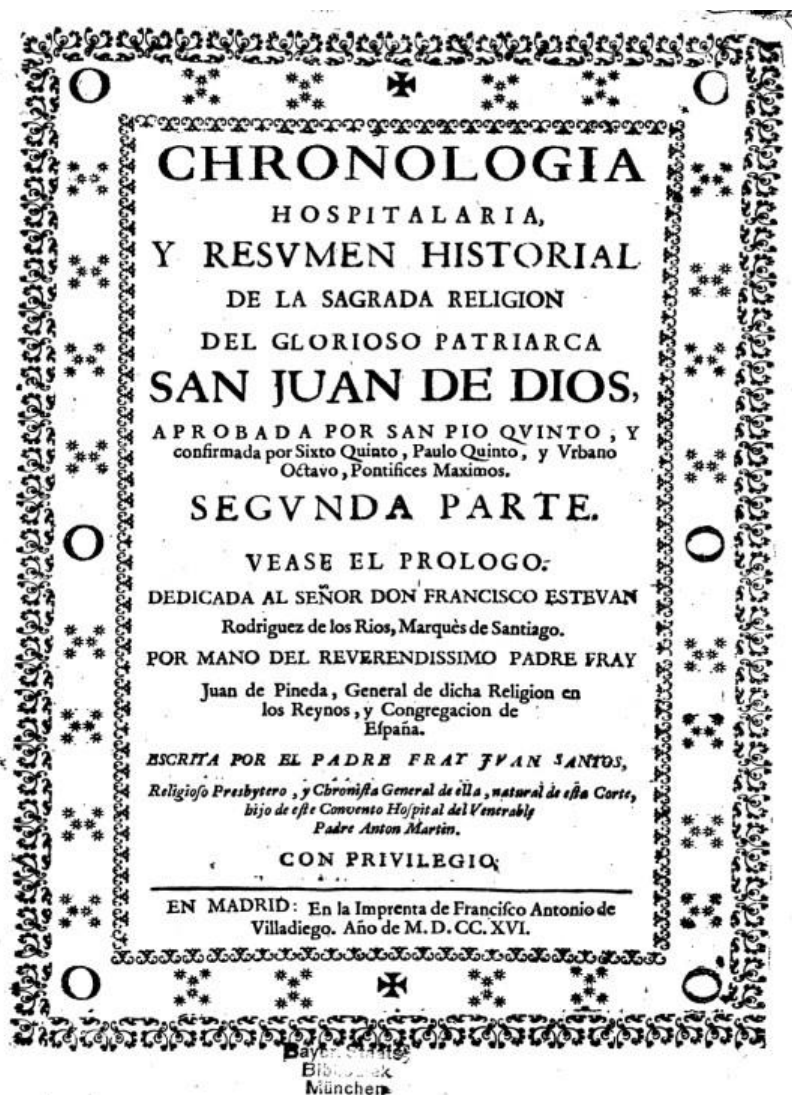 CHRONOLOGIA
HOSPITALARIA,
Y RESVMEN HISTORIAL
DE LA SAGRADA RELIGION
DEL GLORIOSO PATRIARCA
SAN JUAN DE DIOS,
APROBADA POR SAN PIO QVINTO, Y
confirmada por Sixto Quinto, Paulo Quinto, y Vrbano
Octavo, Pontifices Maximos.
SEGVNDA PARTE.
VEASE EL PROLOGO.
DEDICADA AL SEÑOR DON FRANCISCO ESTEVAN
Rodriguez de los Rios, Marquès de Santiago.
POR MANO DEL REVERENDISSIMO PADRE FRAY
Juan de Pineda, General de dicha Religion en
los Reynos, y Congregacion de
Eſpaña.
ESCRITA POR EL PADRE FRAY JVAN SANTOS,
Religioſo Presbytero, y Chroniſta General de ella, natural de eſta Corte,
hijo de eſte Convento Hoſpital del Venerable
Padre Anton Martin.
CON PRIVILEGIO;
EN MADRID: En la Imprenta de Franciſco Antonio de
Villadiego. Año de M. D. CC. XVI.
München